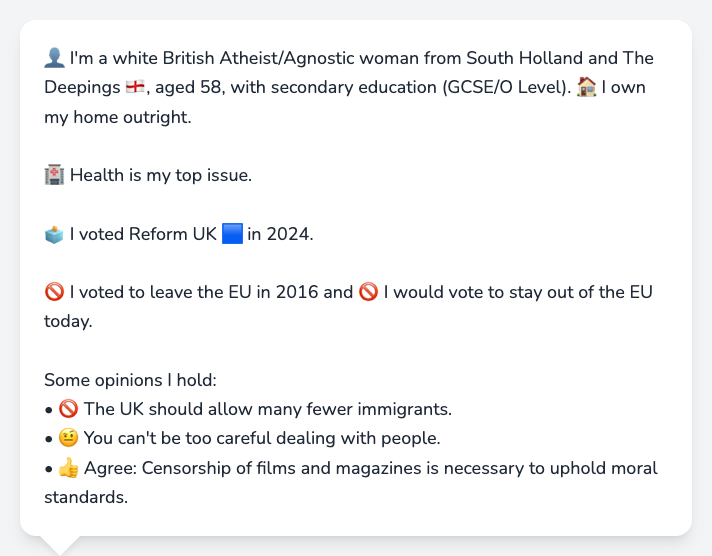 👤 I'm a white British Atheist/Agnostic woman from South Holland and The
Deepings 🏴󠁧󠁢󠁥󠁮󠁧󠁿, aged 58, with secondary education (GCSE/O Level). 🏠 I own
my home outright.
🏥 Health is my top issue.
🗳️ I voted Reform UK 🟦 in 2024.
🚫 I voted to leave the EU in 2016 and 🚫 I would vote to stay out of the EU
today.
Some opinions I hold:
• 🚫 The UK should allow many fewer immigrants.
• 🤨 You can't be too careful dealing with people.
• 👍 Agree: Censorship of films and magazines is necessary to uphold moral
standards.